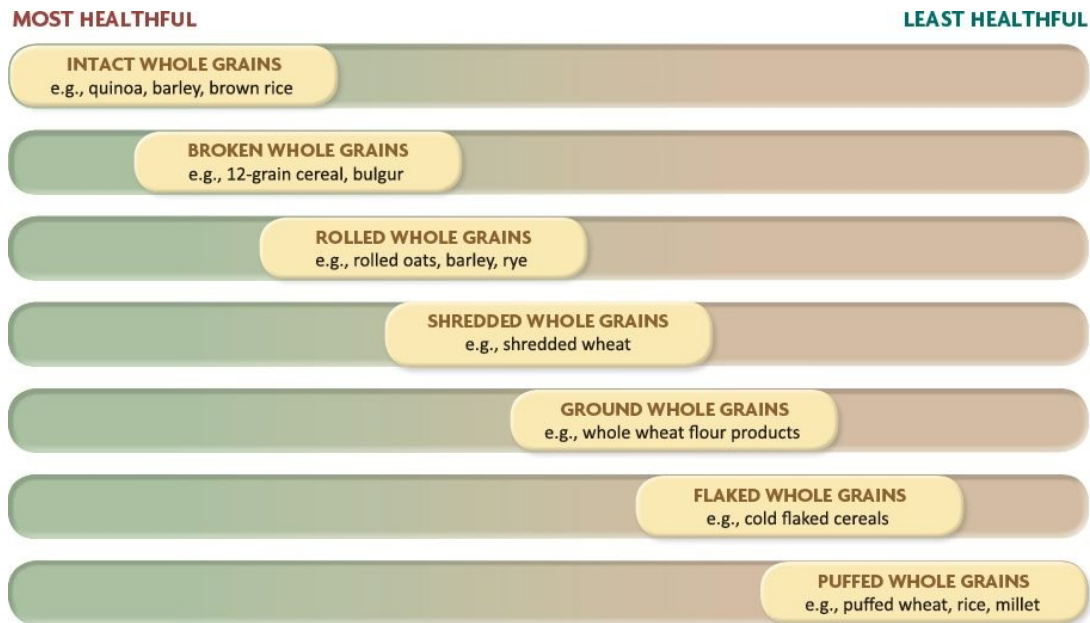 MOST HEALTHFUL
LEAST HEALTHFUL
INTACT WHOLE GRAINS
e.g., quinoa, barley, brown rice
BROKEN WHOLE GRAINS
e.g., 12-grain cereal, bulgur
ROLLED WHOLE GRAINS
e.g., rolled oats, barley, rye
SHREDDED WHOLE GRAINS
e.g., shredded wheat
GROUND WHOLE GRAINS
e.g., whole wheat flour products
FLAKED WHOLE GRAINS
e.g., cold flaked cereals
PUFFED WHOLE GRAINS
e.g., puffed wheat, rice, millet